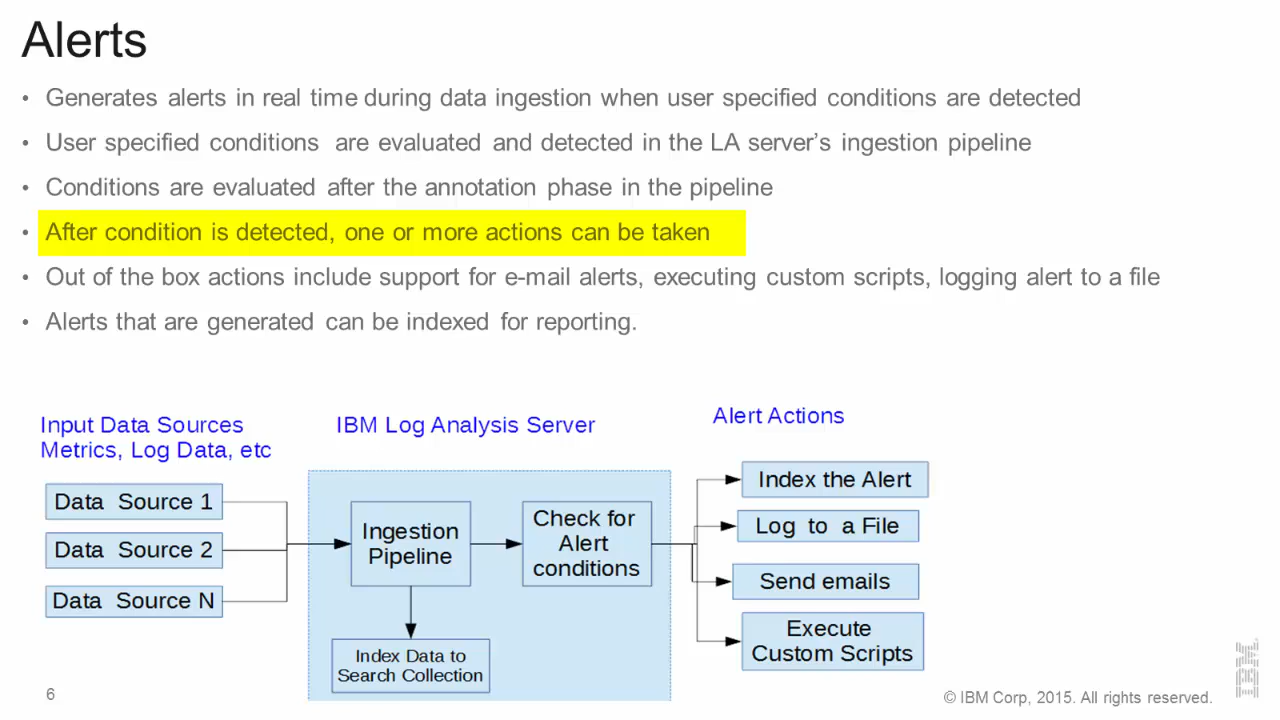 Alerts
• Generates alerts in real time during data ingestion when user specified conditions are detected
• User specified conditions are evaluated and detected in the LA server's ingestion pipeline
• Conditions are evaluated after the annotation phase in the pipeline
• After condition is detected, one or more actions can be taken
• Out of the box actions include support for e-mail alerts, executing custom scripts, logging alert to a file
• Alerts that are generated can be indexed for reporting.
Input Data Sources
Metrics, Log Data, etc
Data Source 1
Data Source 2
Data Source N
IBM Log Analysis Server
Ingestion
Pipeline
Index Data to
Search Collection
Check for
Alert
conditions
Alert Actions
Index the Alert
Log to a File
Send emails
Execute
Custom Scripts
6
© IBM Corp, 2015. All rights reserved.
IBM